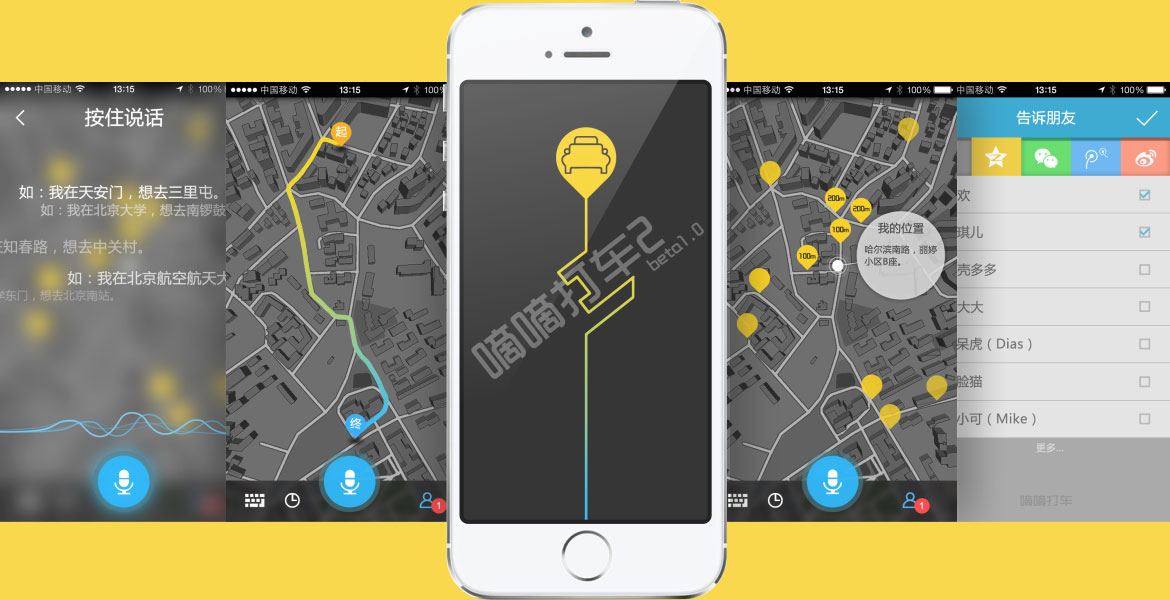 中国移动 13:15 100%
按住说话
如：我在天安门，想去三里屯。
如：我在北京大学，想去南锣鼓
在知春路，想去中关村。
如：我在北京航空航天大
学东门，想去北京南站。
中国移动 13:15 100%
起
终
1
嘀嘀打车2
beta1.0
中国移动 13:15 100%
200m
200m
100m
100m
我的位置
哈尔滨南路，丽婷
小区B座。
1
中国移动 13:15 100%
告诉朋友
欢
琪儿
壳多多
大大
呆虎（Dias）
脸猫
小可（Mike）
更多...
嘀嘀打车